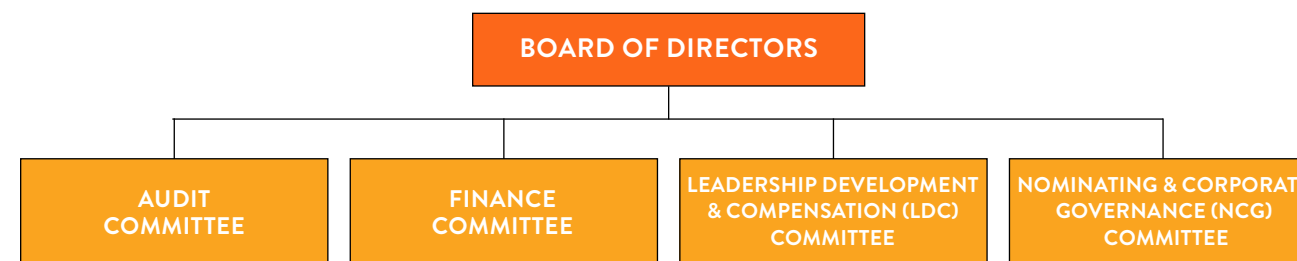 BOARD OF DIRECTORS
AUDIT
COMMITTEE
FINANCE
COMMITTEE
LEADERSHIP DEVELOPMENT
& COMPENSATION (LDC)
COMMITTEE
NOMINATING & CORPORAT
GOVERNANCE (NCG)
COMMITTEE